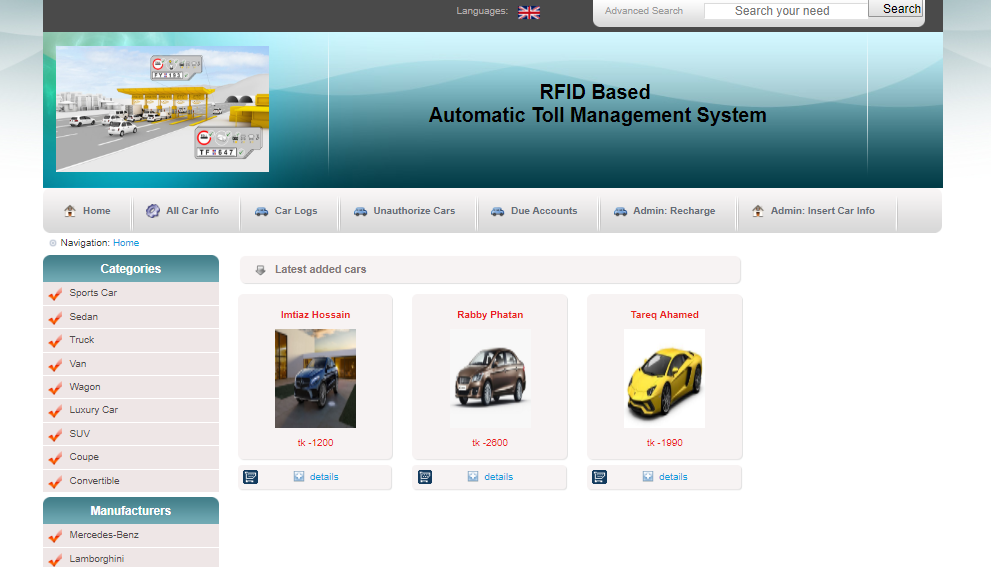 Languages:
Advanced Search
Search your need
Search
RFID Based
Automatic Toll Management System
Home
All Car Info
Car Logs
Unauthorize Cars
Due Accounts
Admin: Recharge
Admin: Insert Car Info
Navigation: Home
Categories
Sports Car
Sedan
Truck
Van
Wagon
Luxury Car
SUV
Coupe
Convertible
Manufacturers
Mercedes-Benz
Lamborghini
Latest added cars
Imtiaz Hossain
tk -1200
details
Rabby Phatan
tk -2600
details
Tareq Ahamed
tk -1990
details